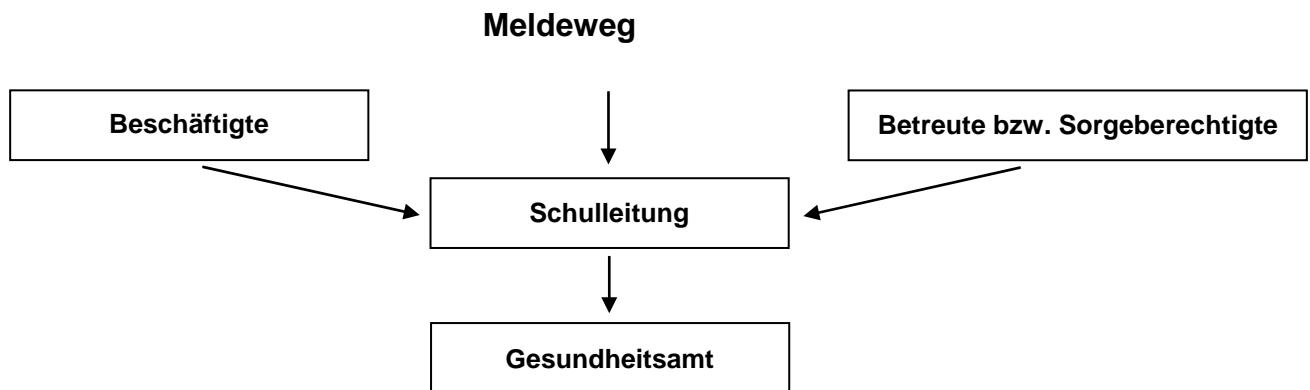 Meldeweg
Beschäftigte
Betreute bzw. Sorgeberechtigte
Schulleitung
Gesundheitsamt